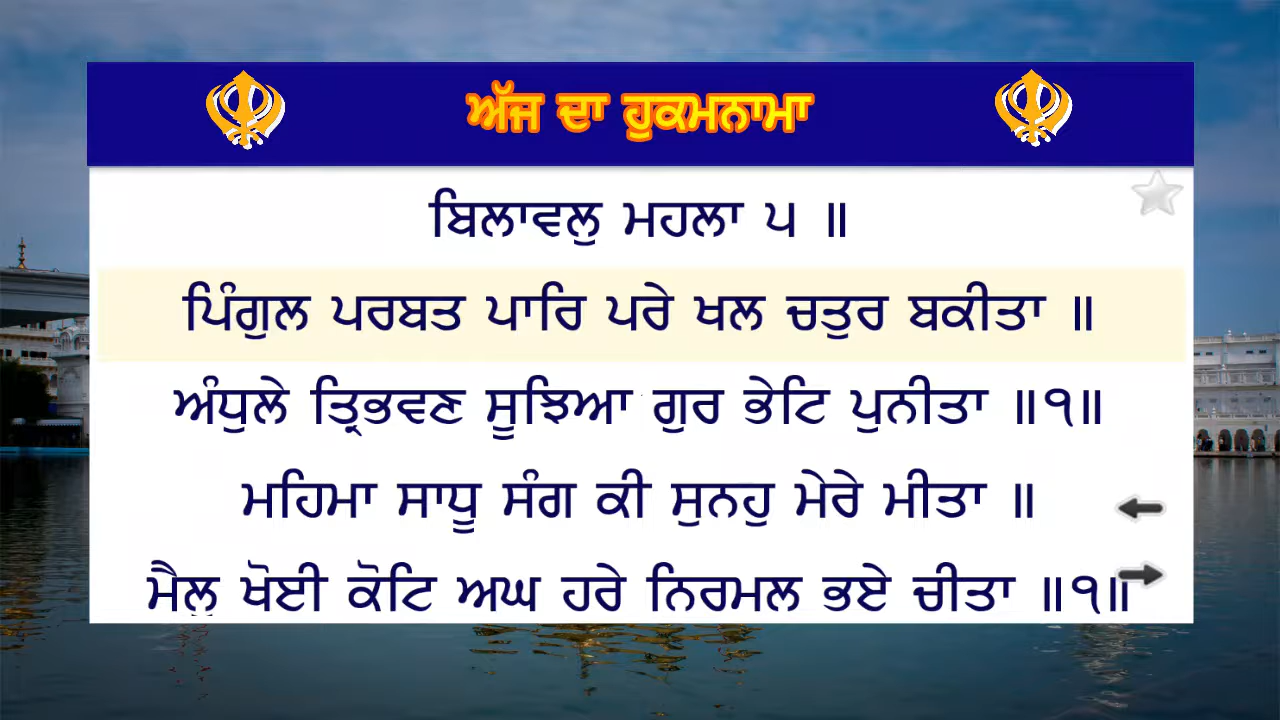 ਅੱਜ ਦਾ ਹੁਕਮਨਾਮਾ
ਬਿਲਾਵਲੁ ਮਹਲਾ ੫ ॥
ਪਿੰਗੁਲ ਪਰਬਤ ਪਾਰਿ ਪਰੇ ਖਲ ਚਤੁਰ ਬਕੀਤਾ ॥
ਅੰਧੁਲੇ ਤ੍ਰਿਭਵਣ ਸੂਝਿਆ ਗੁਰ ਭੇਟਿ ਪੁਨੀਤਾ ॥੧॥
ਮਹਿਮਾ ਸਾਧੂ ਸੰਗ ਕੀ ਸੁਨਹੁ ਮੇਰੇ ਮੀਤਾ ॥
ਮੈਲੁ ਖੋਈ ਕੋਟਿ ਅਘ ਹਰੇ ਨਿਰਮਲ ਭਏ ਚੀਤਾ ॥੧॥